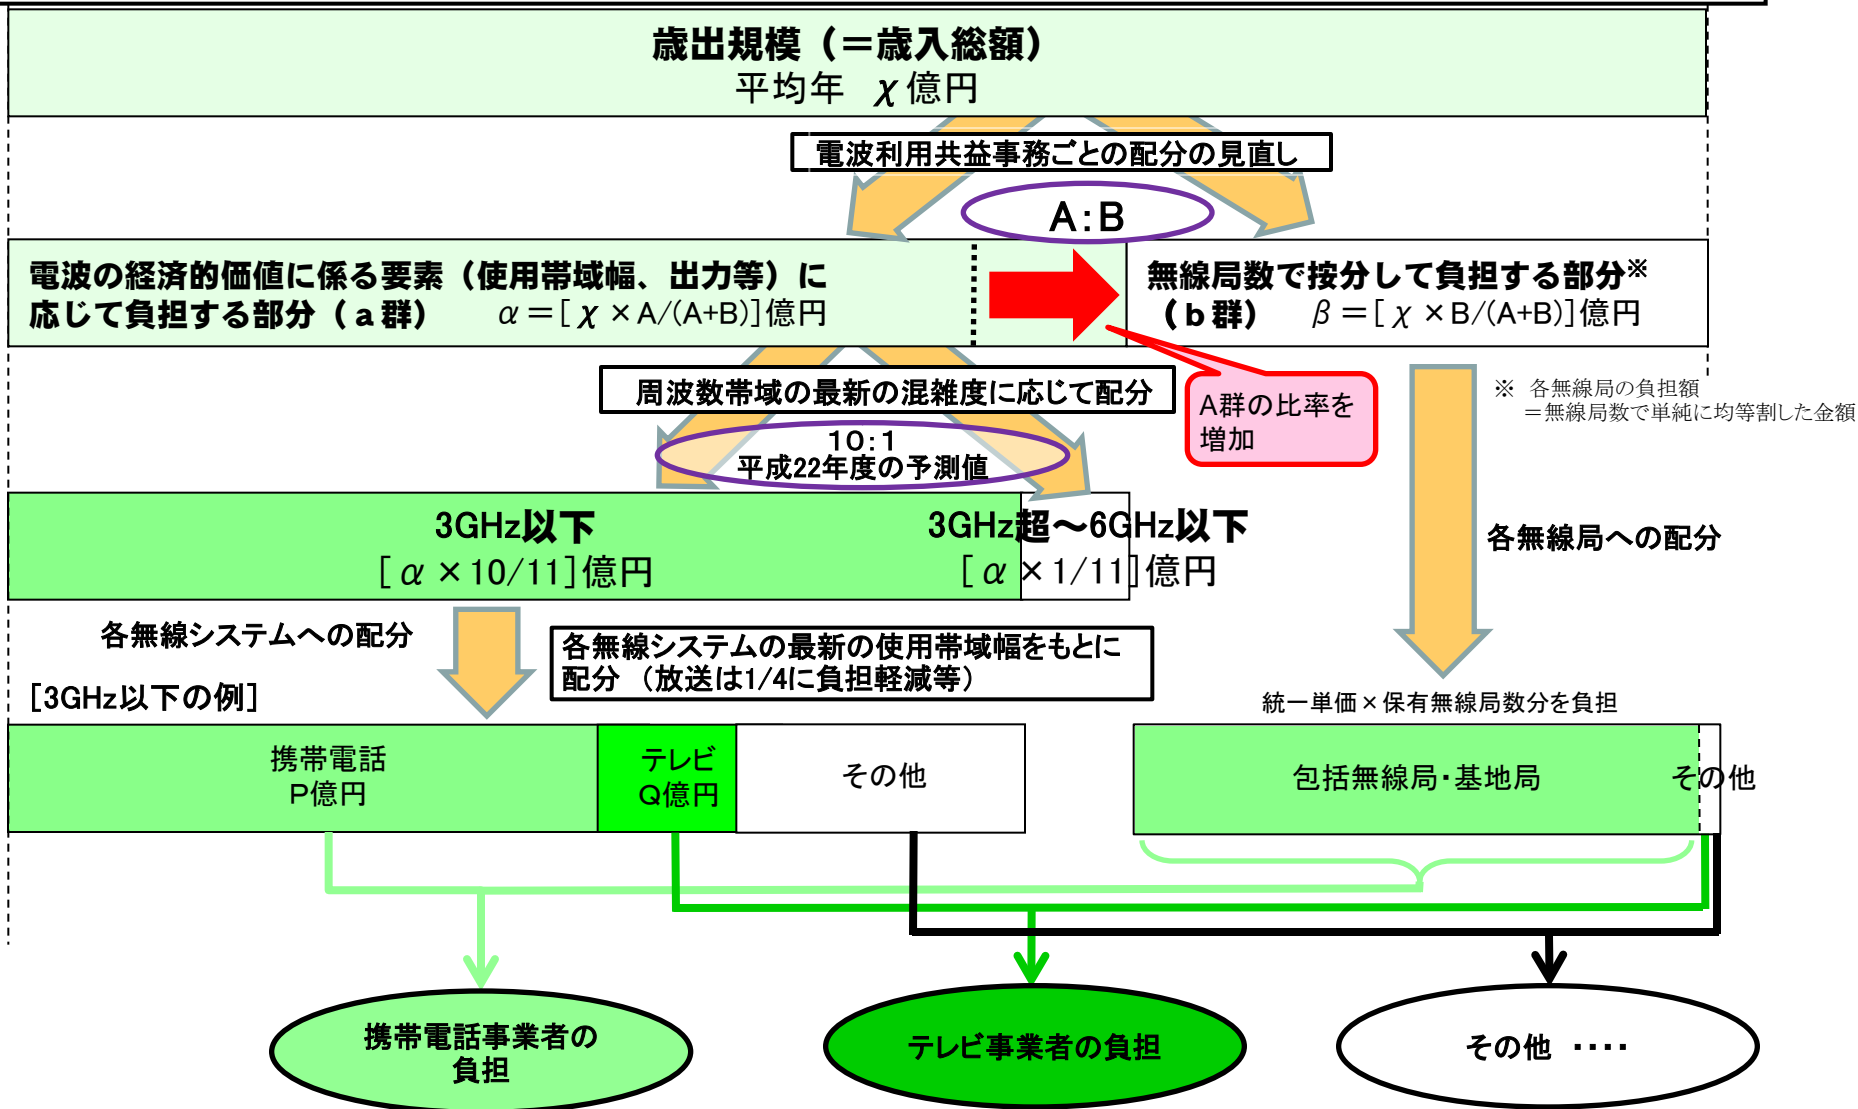 歳出規模（＝歳入総額）
平均年　χ億円
電波利用共益事務ごとの配分の見直し
A：B
電波の経済的価値に係る要素（使用帯域幅、出力等）に
応じて負担する部分（ａ群）　α＝[χ×A/(A+B)]億円
無線局数で按分して負担する部分※
（ｂ群）　β＝[χ×B/(A+B)]億円
周波数帯域の最新の混雑度に応じて配分
A群の比率を
増加
※　各無線局の負担額
＝無線局数で単純に均等割した金額
10：1
平成22年度の予測値
3GHz以下
[α×10/11]億円
3GHz超～6GHz以下
[α×1/11]億円
各無線局への配分
各無線システムへの配分
各無線システムの最新の使用帯域幅をもとに
配分　（放送は1/4に負担軽減等）
[3GHz以下の例]
統一単価×保有無線局数分を負担
携帯電話
P億円
テレビ
Q億円
その他
包括無線局・基地局
その他
携帯電話事業者の
負担
テレビ事業者の負担
その他　・・・・